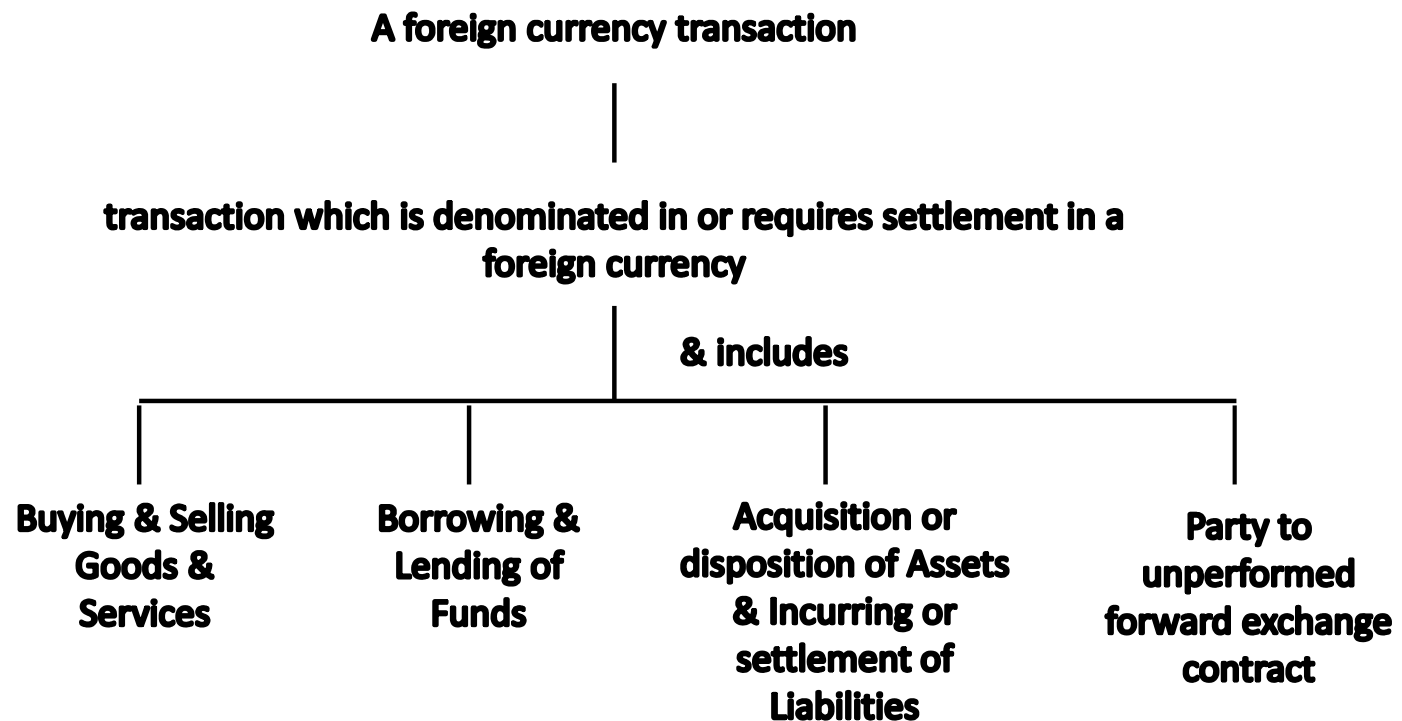 A foreign currency transaction
transaction which is denominated in or requires settlement in a
foreign currency
& includes
Buying & Selling
Goods &
Services
Borrowing &
Lending of
Funds
Acquisition or
disposition of Assets
& Incurring or
settlement of
Liabilities
Party to
unperformed
forward exchange
contract